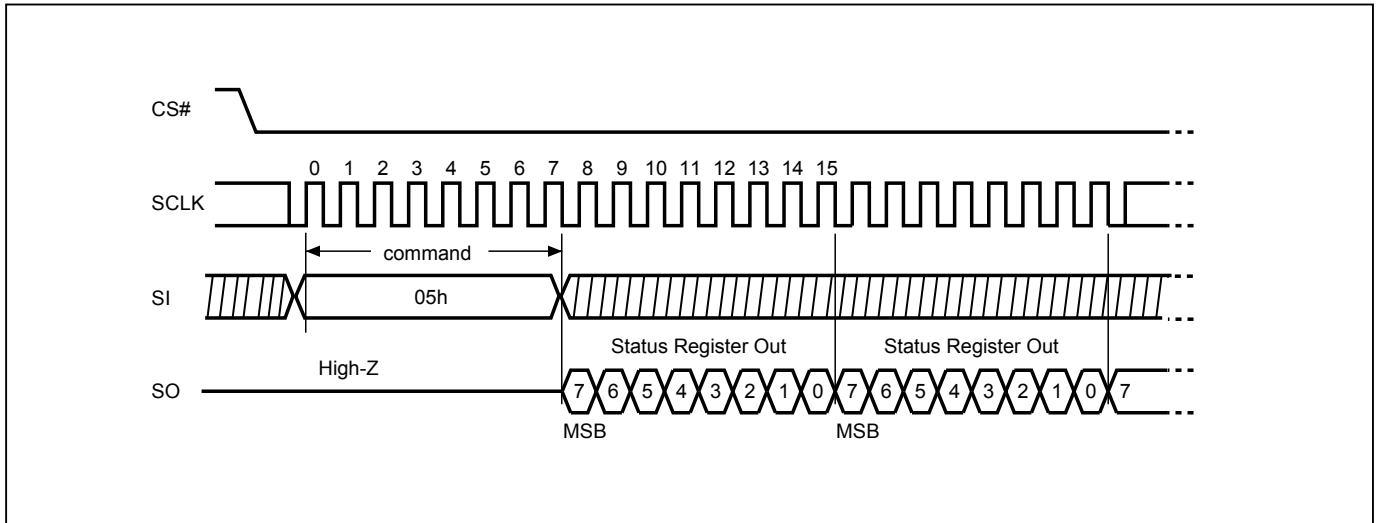 CS#
0 1 2 3 4 5 6 7 8 9 10 11 12 13 14 15
SCLK
command
SI
05h
Status Register Out Status Register Out
High-Z
SO
7 6 5 4 3 2 1 0 7 6 5 4 3 2 1 0 7
MSB MSB